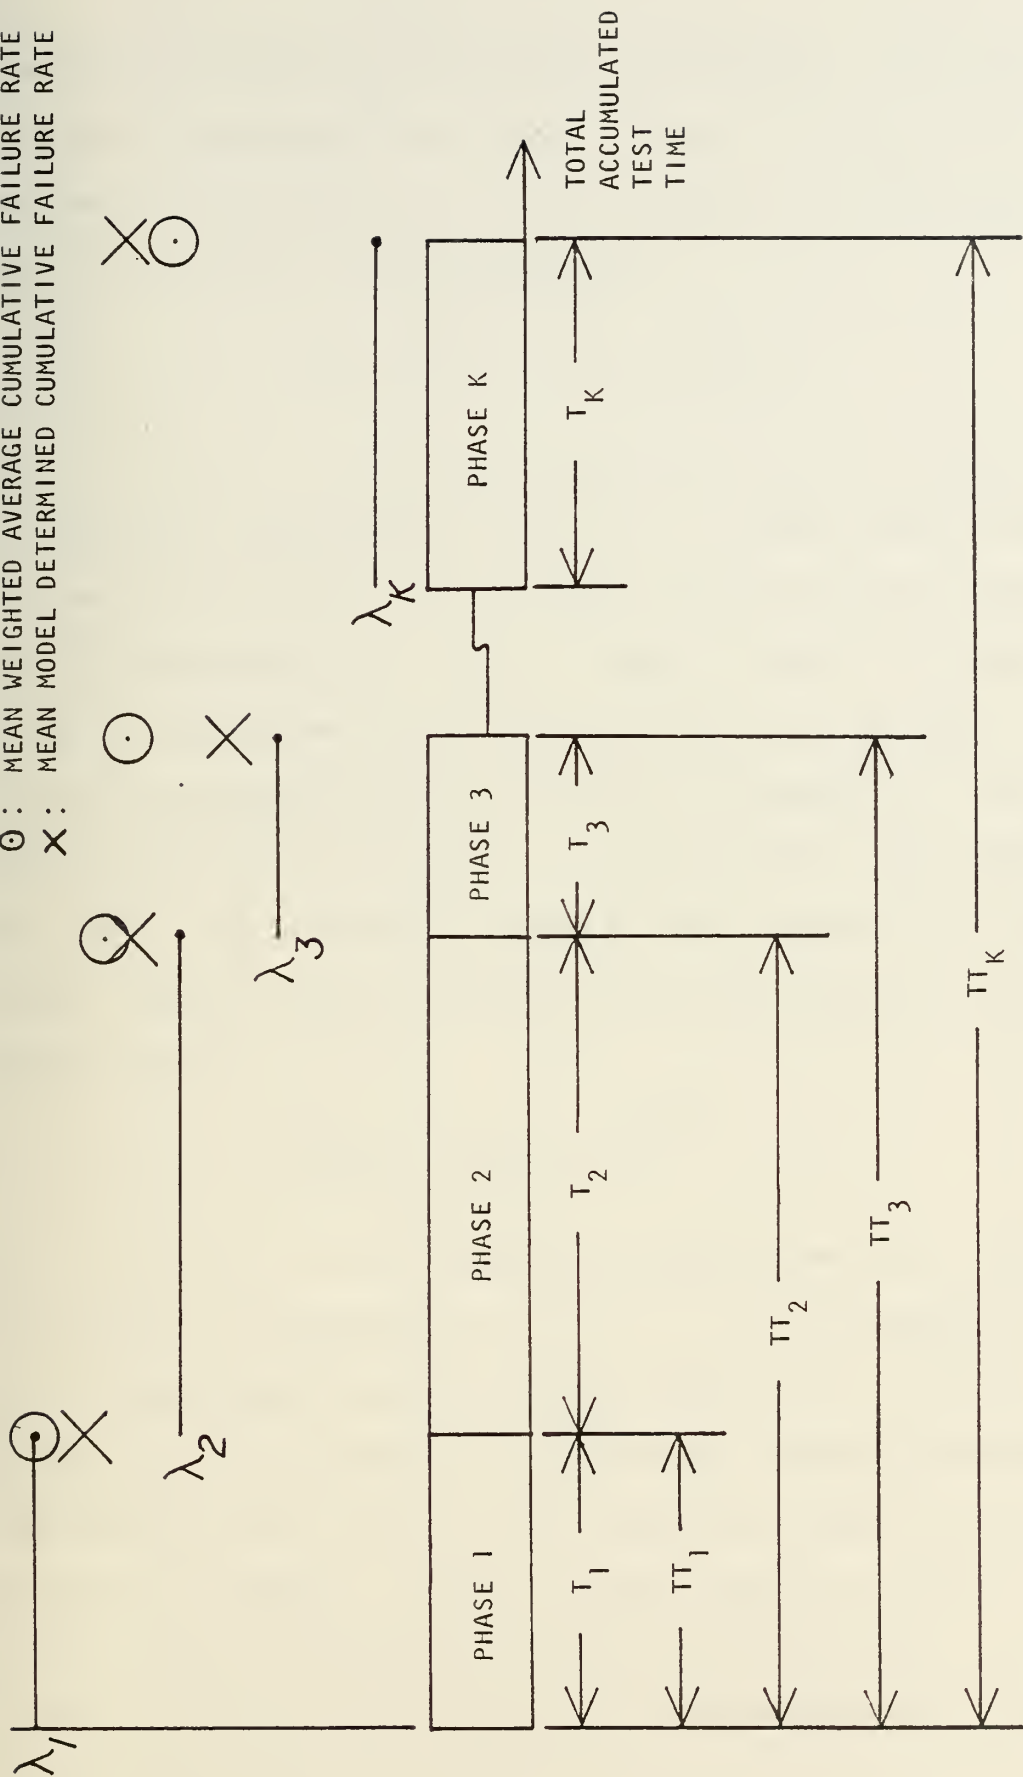 ⊙: MEAN WEIGHTED AVERAGE CUMULATIVE FAILURE RATE
X: MEAN MODEL DETERMINED CUMULATIVE FAILURE RATE
λ1
λ2
λ3
λK
PHASE 1
PHASE 2
PHASE 3
PHASE K
TOTAL
ACCUMULATED
TEST
TIME
T1
T2
T3
TK
TT1
TT2
TT3
TTK